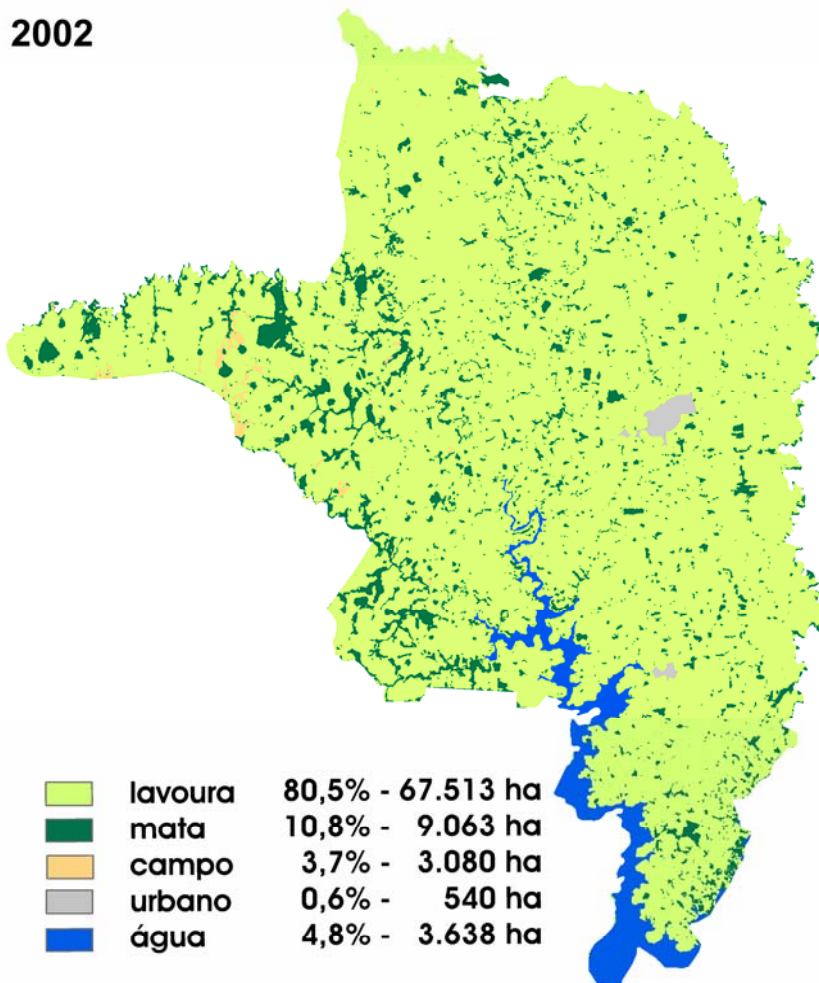 2002
lavoura 80,5% - 67.513 ha
mata 10,8% - 9.063 ha
campo 3,7% - 3.080 ha
urbano 0,6% - 540 ha
água 4,8% - 3.638 ha